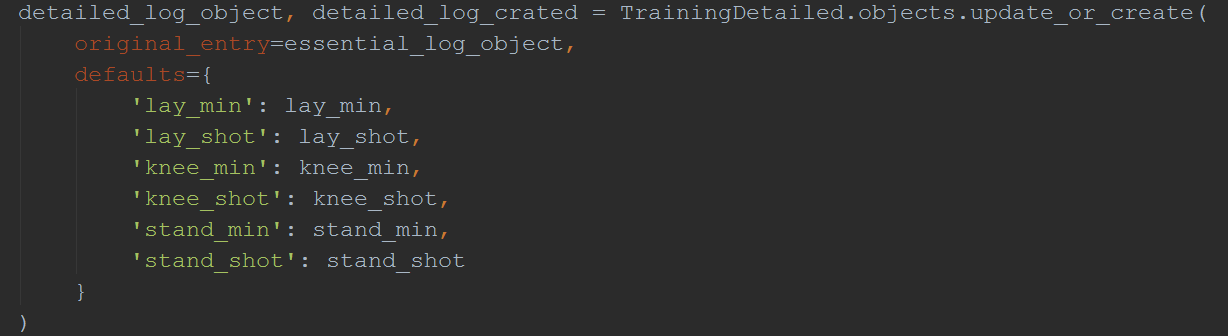 detailed_log_object, detailed_log_crated = TrainingDetailed.objects.update_or_create(
    original_entry=essential_log_object,
    defaults={
        'lay_min': lay_min,
        'lay_shot': lay_shot,
        'knee_min': knee_min,
        'knee_shot': knee_shot,
        'stand_min': stand_min,
        'stand_shot': stand_shot
    }
)